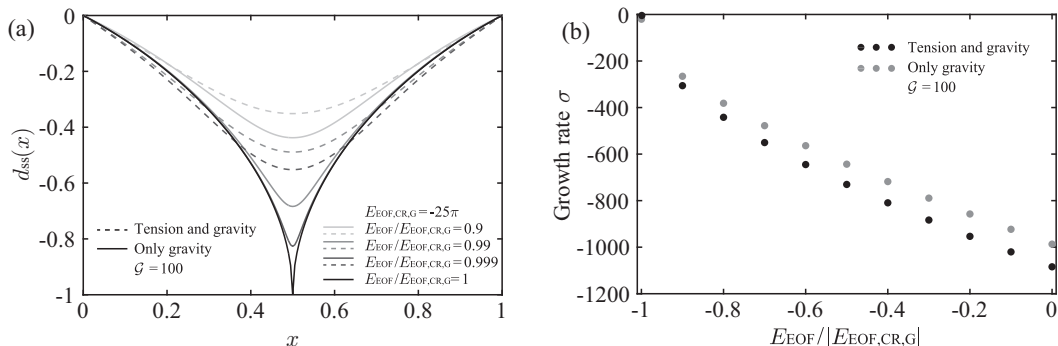 (a)
0
-0.2
-0.4
-0.6
-0.8
-1
dss(x)
0 0.2 0.4 0.6 0.8 1
x
Tension and gravity
Only gravity
𝒢 = 100
EEOF,CR,G = -25π
EEOF/EEOF,CR,G = 0.9
EEOF/EEOF,CR,G = 0.99
EEOF/EEOF,CR,G = 0.999
EEOF/EEOF,CR,G = 1
(b)
0
-200
-400
-600
-800
-1000
-1200
Growth rate σ
-1 -0.8 -0.6 -0.4 -0.2 0
EEOF/|EEOF,CR,G|
Tension and gravity
Only gravity
𝒢 = 100